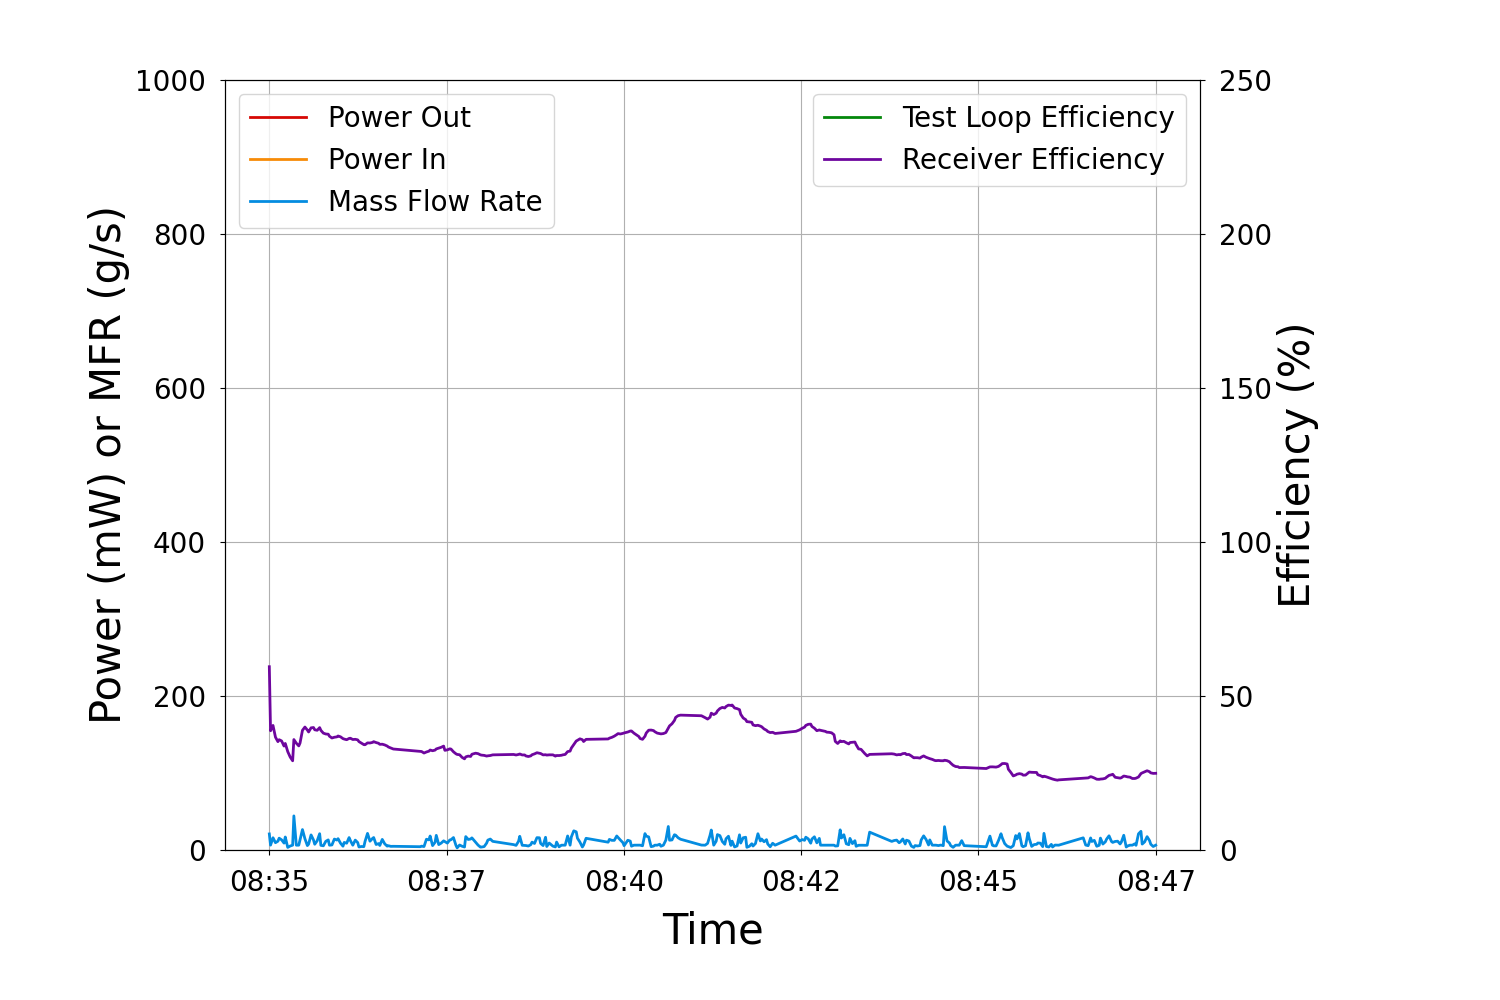 Power (mW) or MFR (g/s)
1000
800
600
400
200
0
Power Out
Power In
Mass Flow Rate
Test Loop Efficiency
Receiver Efficiency
250
200
150
100
50
0
Efficiency (%)
08:35 08:37 08:40 08:42 08:45 08:47
Time